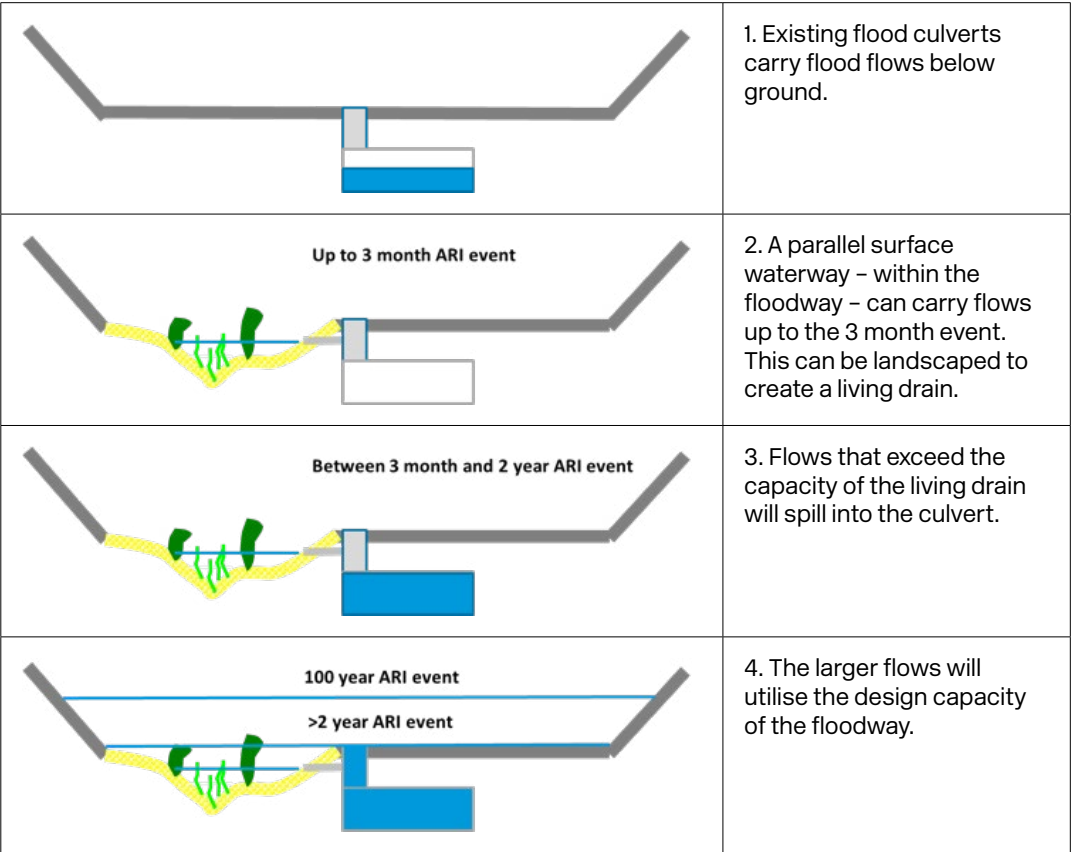 1. Existing flood culverts
carry flood flows below
ground.
Up to 3 month ARI event
2. A parallel surface
waterway – within the
floodway – can carry flows
up to the 3 month event.
This can be landscaped to
create a living drain.
Between 3 month and 2 year ARI event
3. Flows that exceed the
capacity of the living drain
will spill into the culvert.
100 year ARI event
>2 year ARI event
4. The larger flows will
utilise the design capacity
of the floodway.